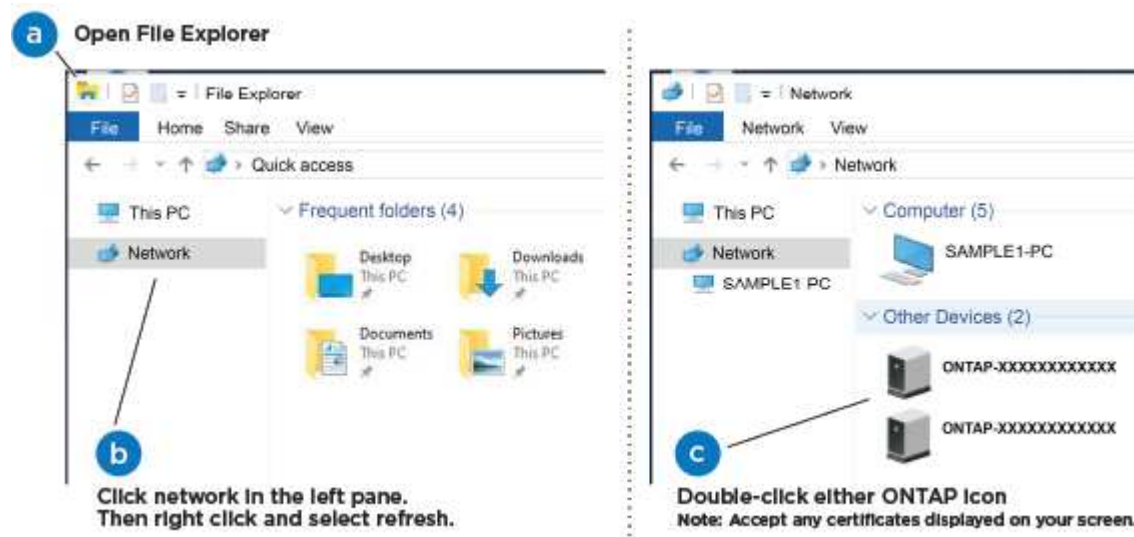 a Open File Explorer
File Explorer
File Home Share View
Quick access
This PC
Network
Frequent folders (4)
Desktop
This PC
Downloads
This PC
Documents
This PC
Pictures
This PC
b
Click network in the left pane.
Then right click and select refresh.
Network
File Network View
Network
This PC
Network
SAMPLE1 PC
Computer (5)
SAMPLE1-PC
Other Devices (2)
ONTAP-XXXXXXXXXXXX
ONTAP-XXXXXXXXXXXX
c
Double-click either ONTAP icon
Note: Accept any certificates displayed on your screen.